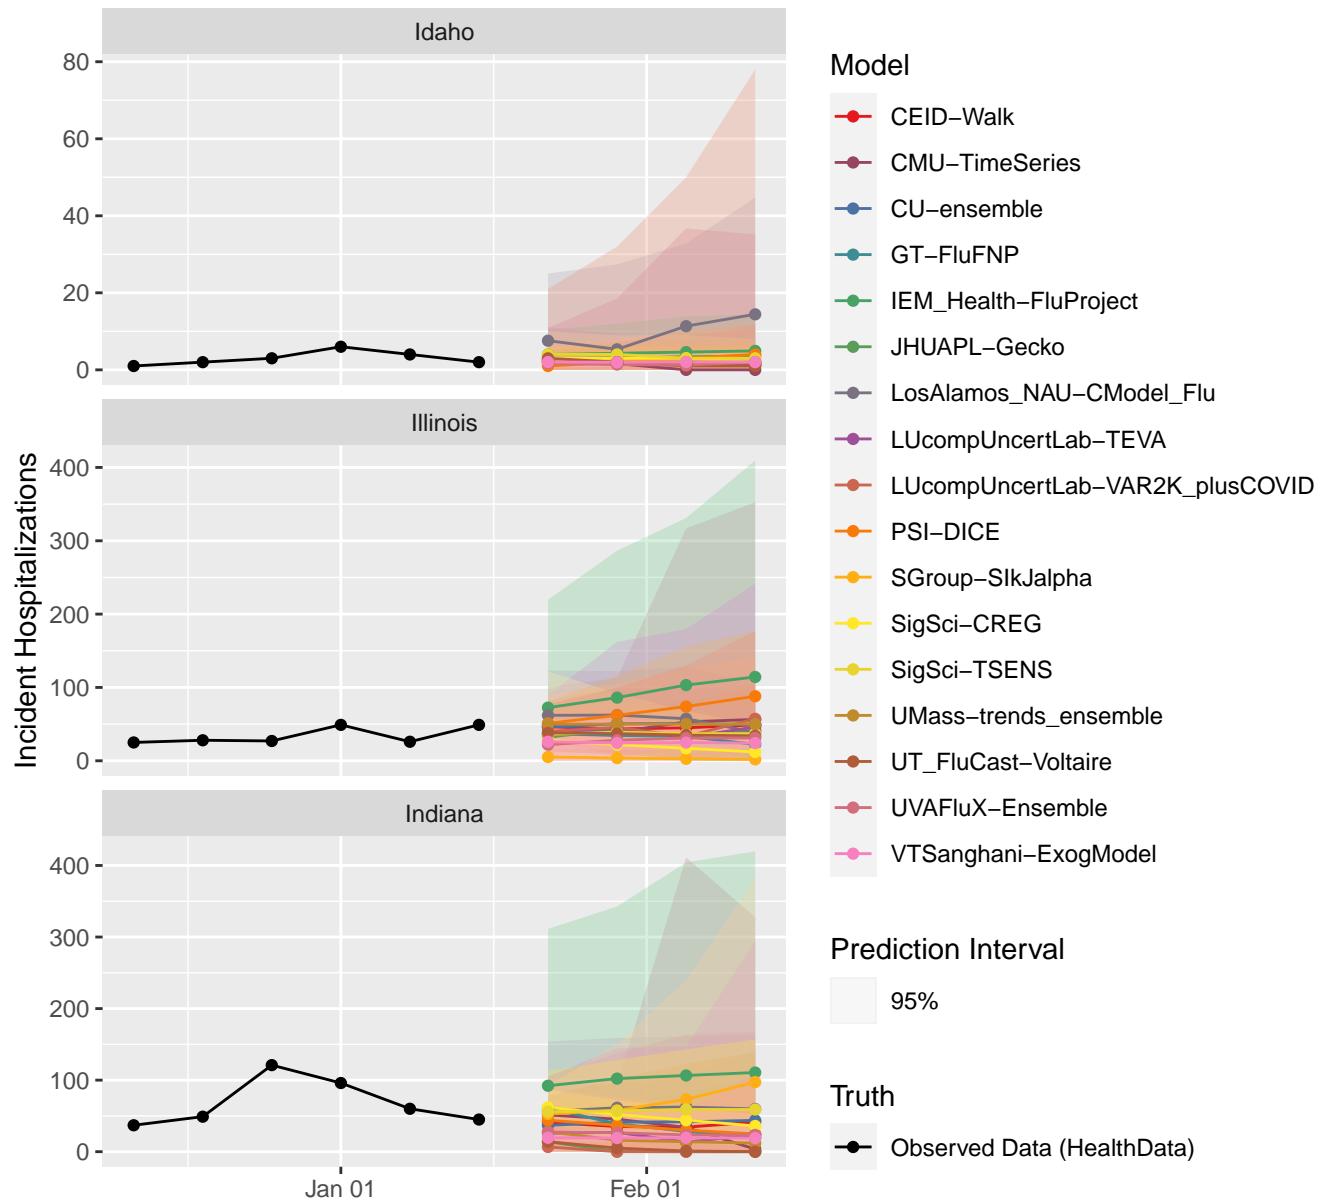 Incident Hospitalizations
Idaho
80
60
40
20
0
Illinois
400
300
200
100
0
Indiana
400
300
200
100
0
Jan 01
Feb 01
Model
CEID−Walk
CMU−TimeSeries
CU−ensemble
GT−FluFNP
IEM_Health−FluProject
JHUAPL−Gecko
LosAlamos_NAU−CModel_Flu
LUcompUncertLab−TEVA
LUcompUncertLab−VAR2K_plusCOVID
PSI−DICE
SGroup−SIkJalpha
SigSci−CREG
SigSci−TSENS
UMass−trends_ensemble
UT_FluCast−Voltaire
UVAFluX−Ensemble
VTSanghani−ExogModel
Prediction Interval
95%
Truth
Observed Data (HealthData)